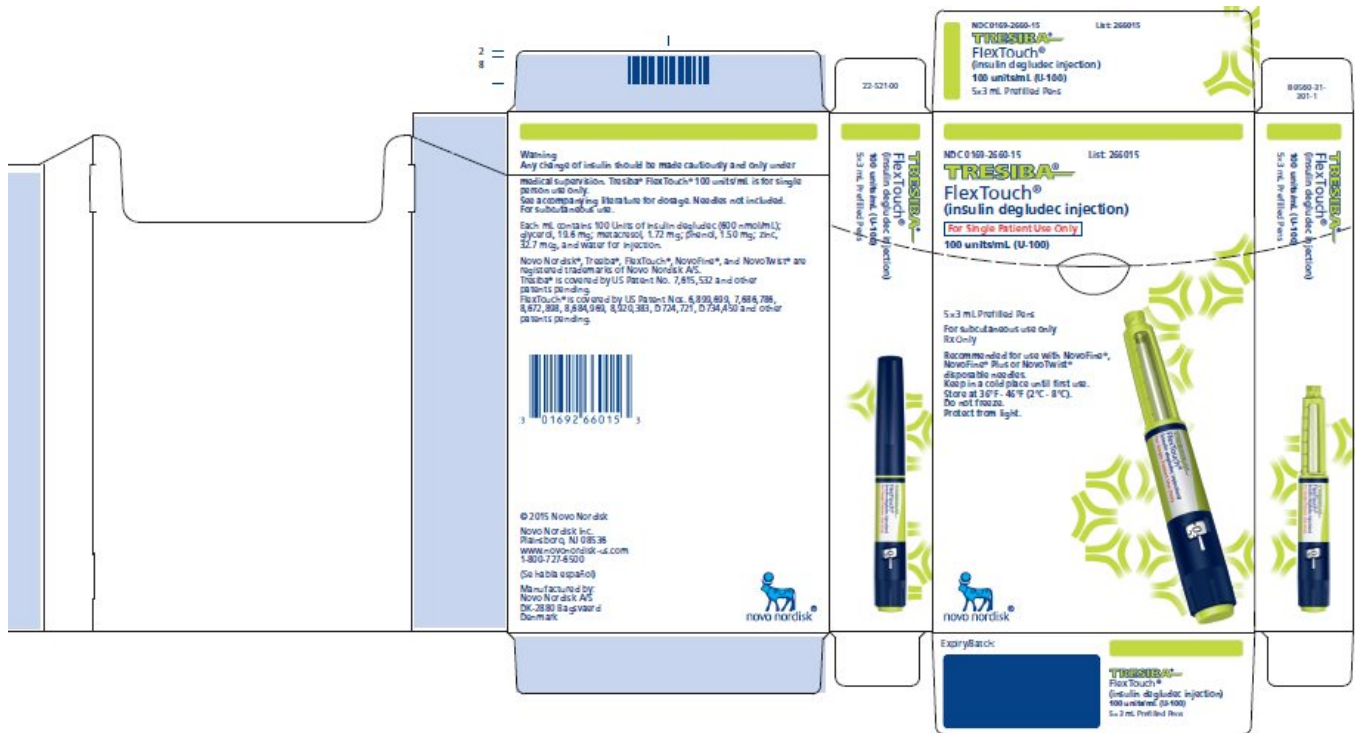 2
8
Warning
Any change of insulin should be made cautiously and only under
medical supervision. Tresiba® FlexTouch® 100 units/mL is for single
person use only.
See accompanying literature for dosage. Needles not included.
For subcutaneous use.
Each mL contains 100 Units of insulin degludec (600 nmol/mL);
glycerol, 19.6 mg; metacresol, 1.72 mg; phenol, 1.50 mg; zinc,
32.7 mcg, and water for injection.
Novo Nordisk®, Tresiba®, FlexTouch®, NovoFine®, and NovoTwist® are
registered trademarks of Novo Nordisk A/S.
Tresiba® is covered by US Patent No. 7,615,532 and other
patents pending.
FlexTouch® is covered by US Patent Nos. 6,899,699, 7,686,786,
8,672,898, 8,684,969, 8,920,383, D724,721, D734,450 and other
patents pending.
3 01692 66015 3
© 2015 Novo Nordisk
Novo Nordisk Inc.
Plainsboro, NJ 08536
www.novonordisk-us.com
1-800-727-6500
(Se habla español)
Manufactured by:
Novo Nordisk A/S
DK-2880 Bagsvaerd
Denmark
novo nordisk®
22-521-00
TRESIBA®
FlexTouch®
(insulin degludec injection)
100 units/mL (U-100)
5x3 mL Prefilled Pens
NDC 0169-2660-15 List: 266015
TRESIBA®
FlexTouch®
(insulin degludec injection)
100 units/mL (U-100)
5x3 mL Prefilled Pens
NDC 0169-2660-15 List: 266015
TRESIBA®
FlexTouch®
(insulin degludec injection)
For Single Patient Use Only
100 units/mL (U-100)
5x3 mL Prefilled Pens
For subcutaneous use only
Rx Only
Recommended for use with NovoFine®,
NovoFine® Plus or NovoTwist®
disposable needles.
Keep in a cold place until first use.
Store at 36°F - 46°F (2°C - 8°C).
Do not freeze.
Protect from light.
FlexTouch®
novo nordisk®
Expiry/Batch:
TRESIBA®
FlexTouch®
(insulin degludec injection)
100 units/mL (U-100)
5x3 mL Prefilled Pens
TRESIBA®
FlexTouch®
(insulin degludec injection)
100 units/mL (U-100)
5x3 mL Prefilled Pens